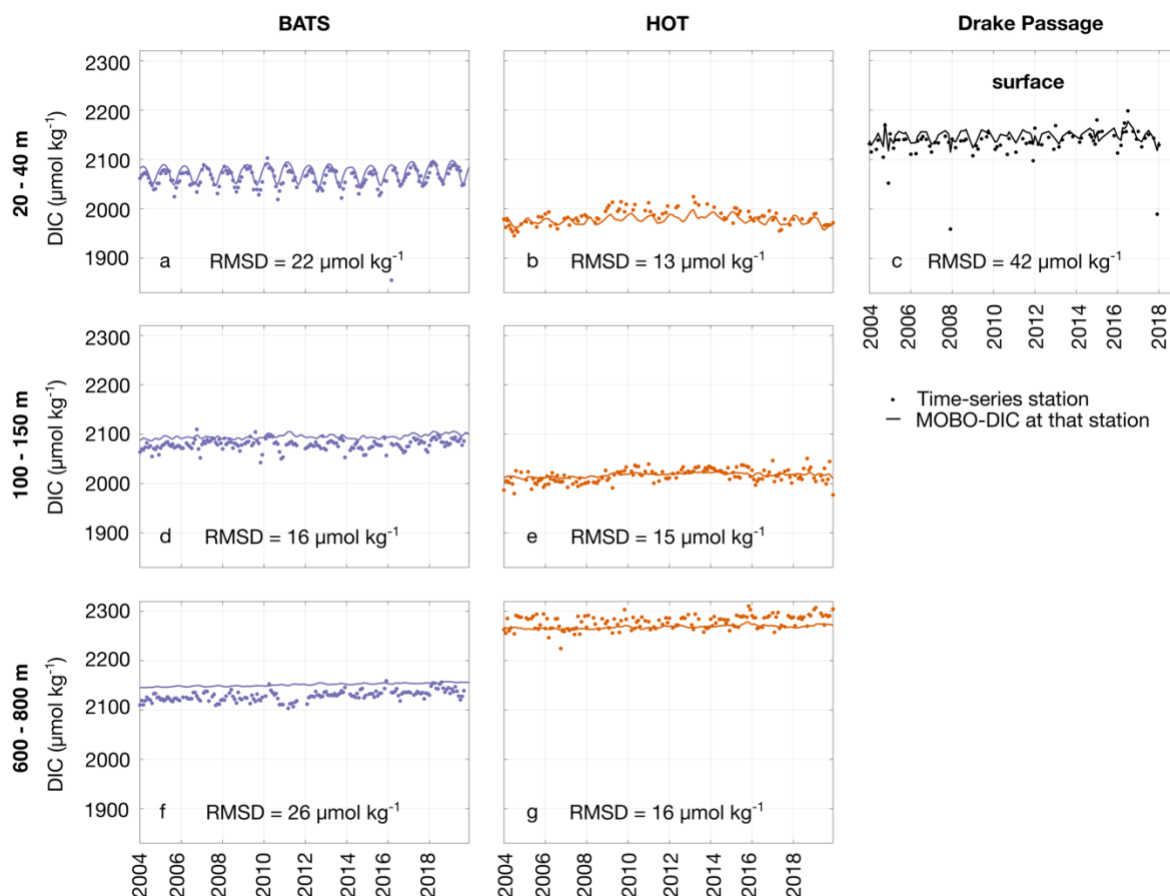 BATS
HOT
Drake Passage
20 - 40 m
DIC (µmol kg⁻¹)
2300
2200
2100
2000
1900
a RMSD = 22 µmol kg⁻¹
b RMSD = 13 µmol kg⁻¹
surface
c RMSD = 42 µmol kg⁻¹
2004 2006 2008 2010 2012 2014 2016 2018
Time-series station
MOBO-DIC at that station
100 - 150 m
DIC (µmol kg⁻¹)
2300
2200
2100
2000
1900
d RMSD = 16 µmol kg⁻¹
e RMSD = 15 µmol kg⁻¹
600 - 800 m
DIC (µmol kg⁻¹)
2300
2200
2100
2000
1900
f RMSD = 26 µmol kg⁻¹
g RMSD = 16 µmol kg⁻¹
2004 2006 2008 2010 2012 2014 2016 2018
2004 2006 2008 2010 2012 2014 2016 2018